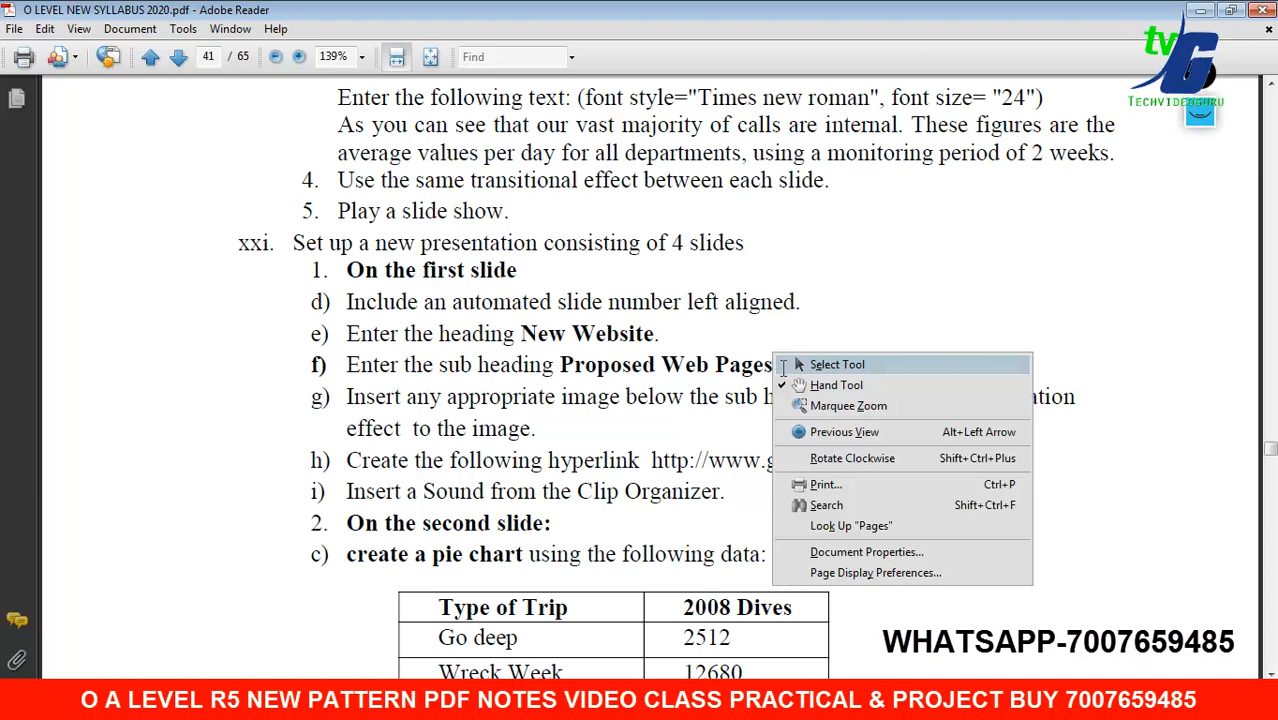 O LEVEL NEW SYLLABUS 2020.pdf - Adobe Reader
File Edit View Document Tools Window Help
41 / 65 139% Find
tv G
TECHVIDEOGURU
Enter the following text: (font style="Times new roman", font size= "24")
As you can see that our vast majority of calls are internal. These figures are the
average values per day for all departments, using a monitoring period of 2 weeks.
4. Use the same transitional effect between each slide.
5. Play a slide show.
xxi. Set up a new presentation consisting of 4 slides
1. On the first slide
d) Include an automated slide number left aligned.
e) Enter the heading New Website.
f) Enter the sub heading Proposed Web Pages
g) Insert any appropriate image below the sub h ation
effect to the image.
h) Create the following hyperlink http://www.g
i) Insert a Sound from the Clip Organizer.
2. On the second slide:
c) create a pie chart using the following data:
Type of Trip 2008 Dives
Go deep 2512
Wreck Week 12680
Select Tool
Hand Tool
Marquee Zoom
Previous View Alt+Left Arrow
Rotate Clockwise Shift+Ctrl+Plus
Print... Ctrl+P
Search Shift+Ctrl+F
Look Up "Pages"
Document Properties...
Page Display Preferences...
WHATSAPP-7007659485
O A LEVEL R5 NEW PATTERN PDF NOTES VIDEO CLASS PRACTICAL & PROJECT BUY 7007659485